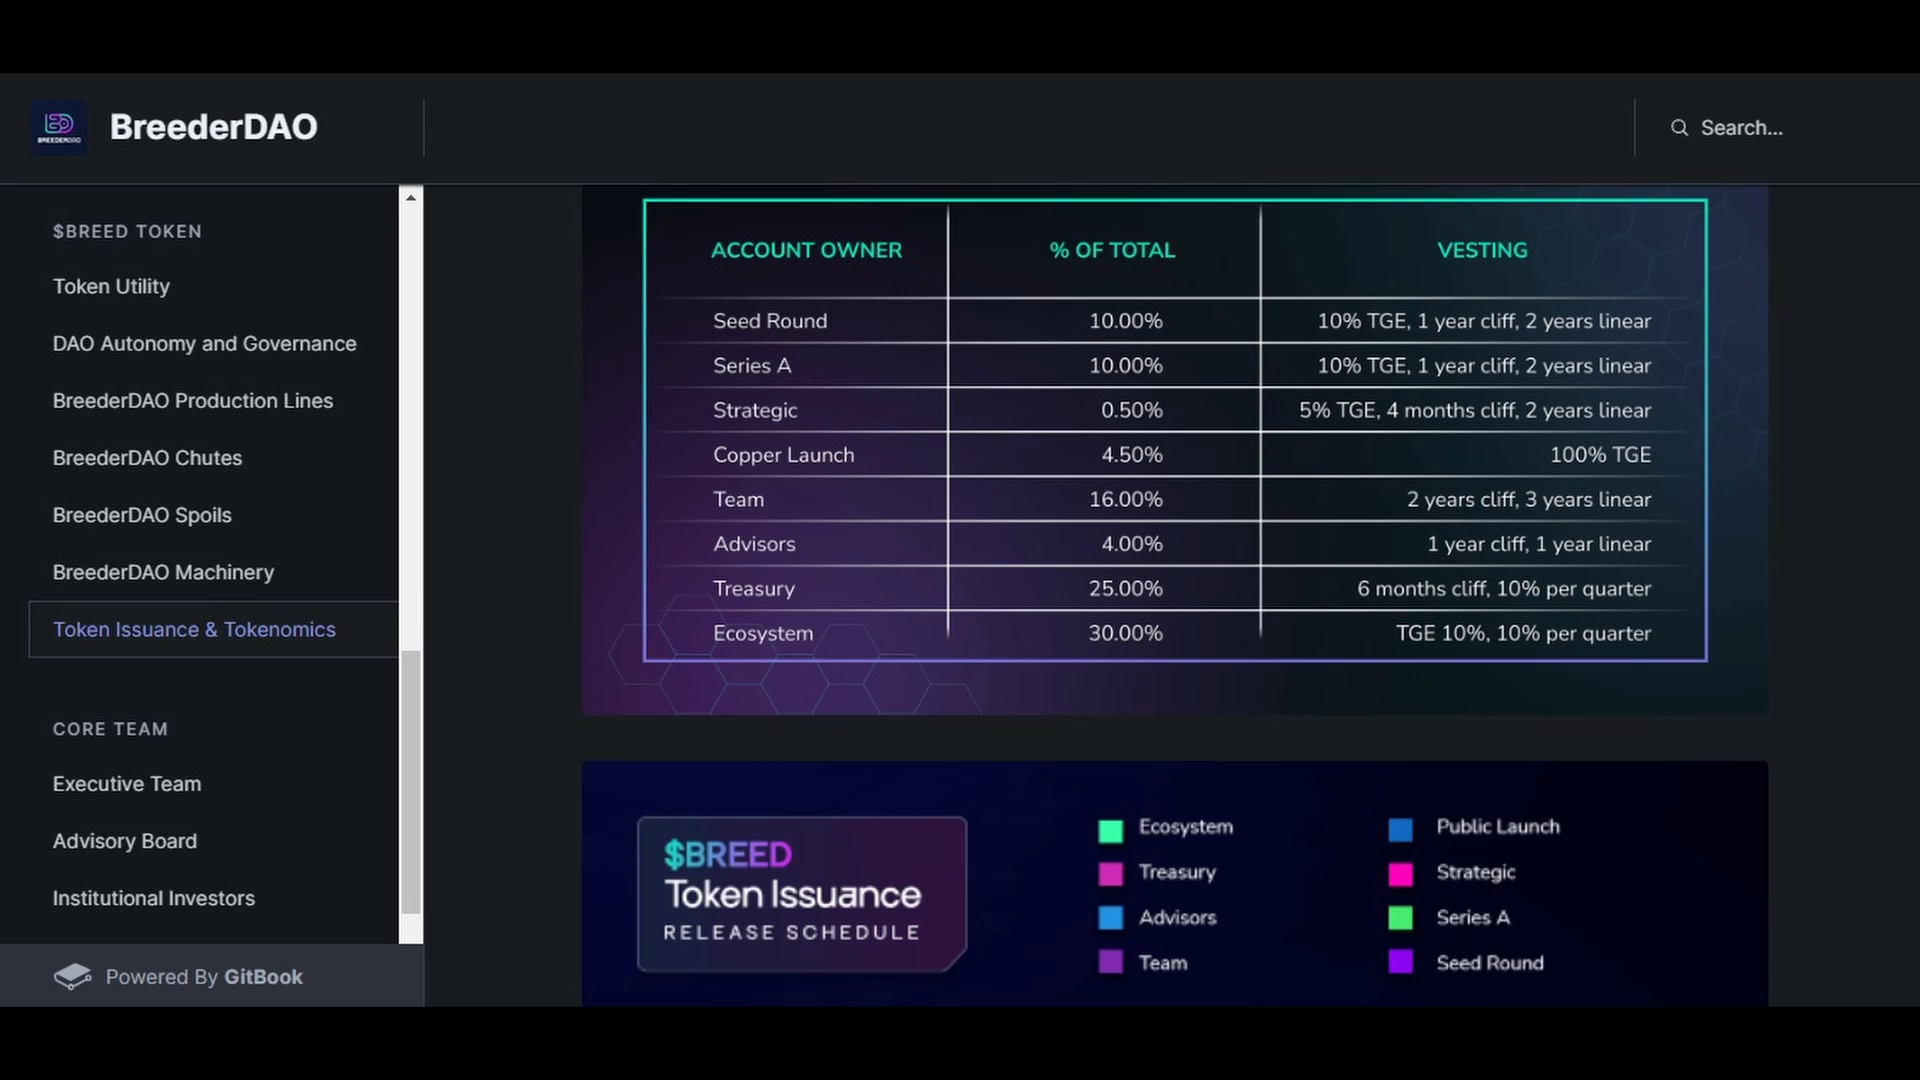 BREEDERDAO
BreederDAO
Search...
$BREED TOKEN
Token Utility
DAO Autonomy and Governance
BreederDAO Production Lines
BreederDAO Chutes
BreederDAO Spoils
BreederDAO Machinery
Token Issuance & Tokenomics
CORE TEAM
Executive Team
Advisory Board
Institutional Investors
Powered By GitBook
ACCOUNT OWNER % OF TOTAL VESTING
Seed Round 10.00% 10% TGE, 1 year cliff, 2 years linear
Series A 10.00% 10% TGE, 1 year cliff, 2 years linear
Strategic 0.50% 5% TGE, 4 months cliff, 2 years linear
Copper Launch 4.50% 100% TGE
Team 16.00% 2 years cliff, 3 years linear
Advisors 4.00% 1 year cliff, 1 year linear
Treasury 25.00% 6 months cliff, 10% per quarter
Ecosystem 30.00% TGE 10%, 10% per quarter
$BREED
Token Issuance
RELEASE SCHEDULE
Ecosystem
Treasury
Advisors
Team
Public Launch
Strategic
Series A
Seed Round